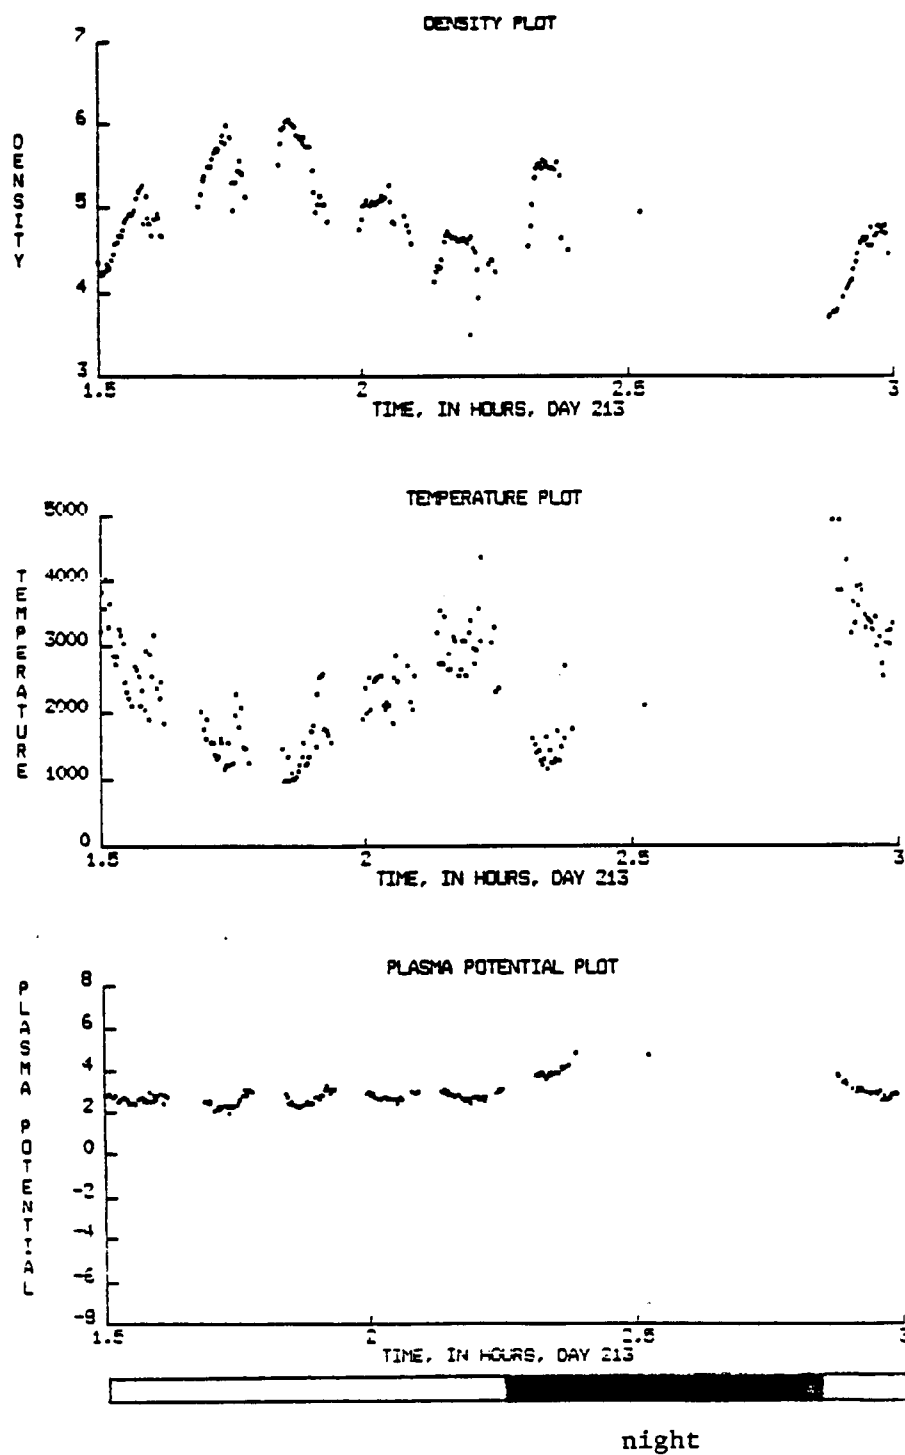 DENSITY PLOT
7
6
5
4
3
DENSITY
1.5 2 2.5 3
TIME, IN HOURS, DAY 213
TEMPERATURE PLOT
5000
4000
3000
2000
1000
0
TEMPERATURE
1.5 2 2.5 3
TIME, IN HOURS, DAY 213
PLASMA POTENTIAL PLOT
8
6
4
2
0
-2
-4
-6
-8
PLASMA POTENTIAL
1.5 2 2.5 3
TIME, IN HOURS, DAY 213
night